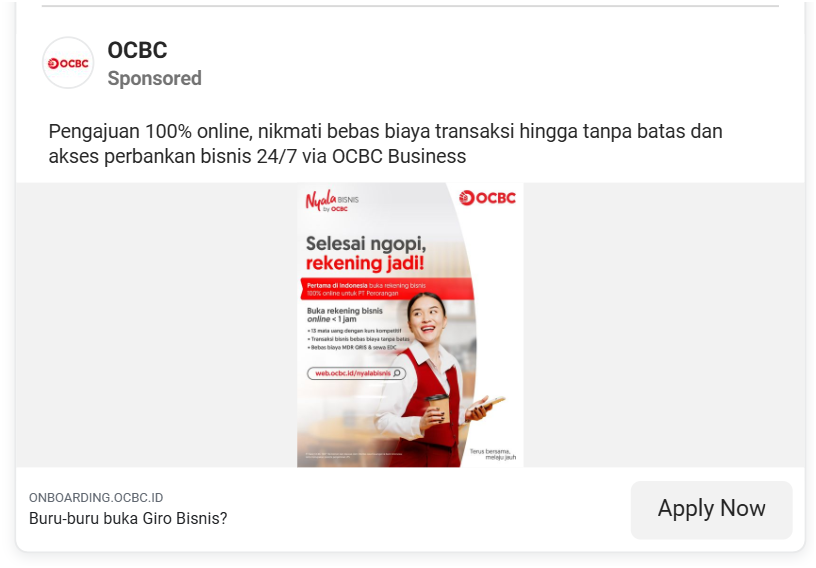 OCBC
OCBC
Sponsored
Pengajuan 100% online, nikmati bebas biaya transaksi hingga tanpa batas dan
akses perbankan bisnis 24/7 via OCBC Business
Nyala BISNIS
by OCBC
OCBC
Selesai ngopi,
rekening jadi!
Pertama di Indonesia buka rekening bisnis
100% online untuk PT Perorangan
Buka rekening bisnis
online < 1 jam
• 13 mata uang dengan kurs kompetitif
• Transaksi bisnis bebas biaya tanpa batas
• Bebas biaya MDR QRIS & sewa EDC
web.ocbc.id/nyalabisnis
Terus bersama,
melaju jauh
ONBOARDING.OCBC.ID
Buru-buru buka Giro Bisnis?
Apply Now